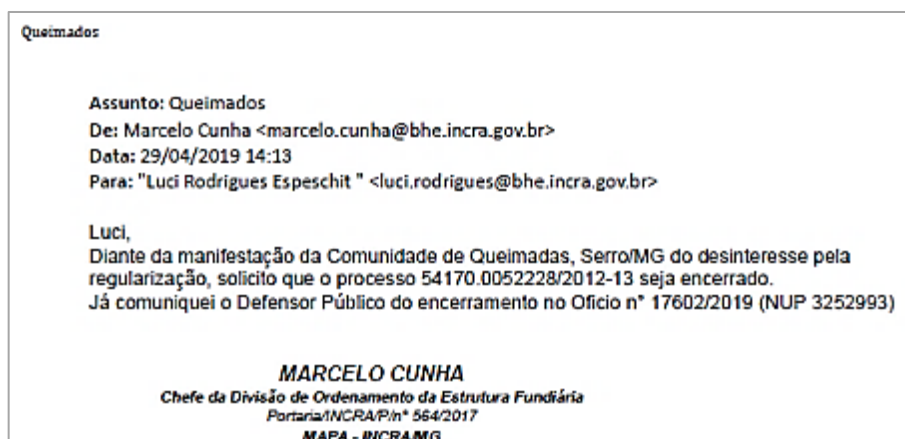 Queimados
Assunto: Queimados
De: Marcelo Cunha <marcelo.cunha@bhe.incra.gov.br>
Data: 29/04/2019 14:13
Para: "Luci Rodrigues Espeschit " <luci.rodrigues@bhe.incra.gov.br>
Luci,
Diante da manifestação da Comunidade de Queimadas, Serro/MG do desinteresse pela
regularização, solicito que o processo 54170.0052228/2012-13 seja encerrado.
Já comuniquei o Defensor Público do encerramento no Oficio n° 17602/2019 (NUP 3252993)
MARCELO CUNHA
Chefe da Divisão de Ordenamento da Estrutura Fundiária
Portaria/INCRA/P/n° 564/2017
MAPA - INCRA/MG